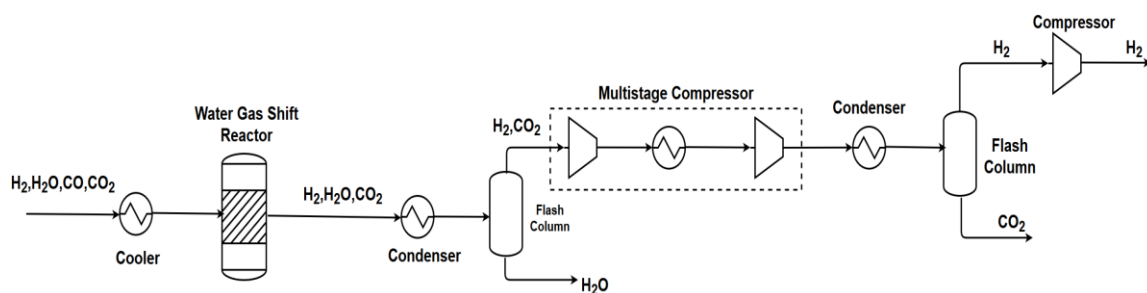 H₂,H₂O,CO,CO₂
Cooler
Water Gas Shift
Reactor
H₂,H₂O,CO₂
Condenser
H₂,CO₂
Flash
Column
H₂O
Multistage Compressor
Condenser
H₂
Compressor
H₂
Flash
Column
CO₂